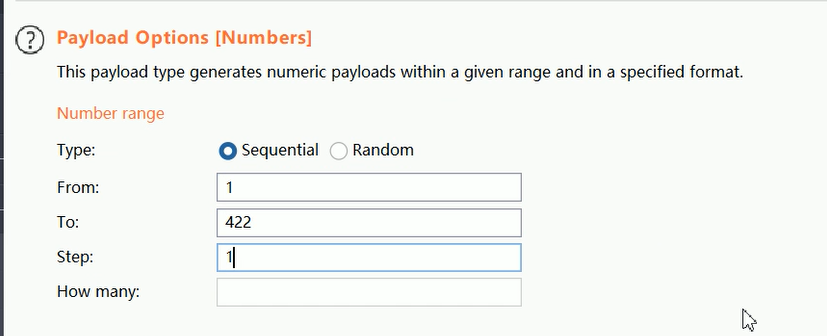 ?
Payload Options [Numbers]
This payload type generates numeric payloads within a given range and in a specified format.
Number range
Type: Sequential Random
From: 1
To: 422
Step: 1
How many: